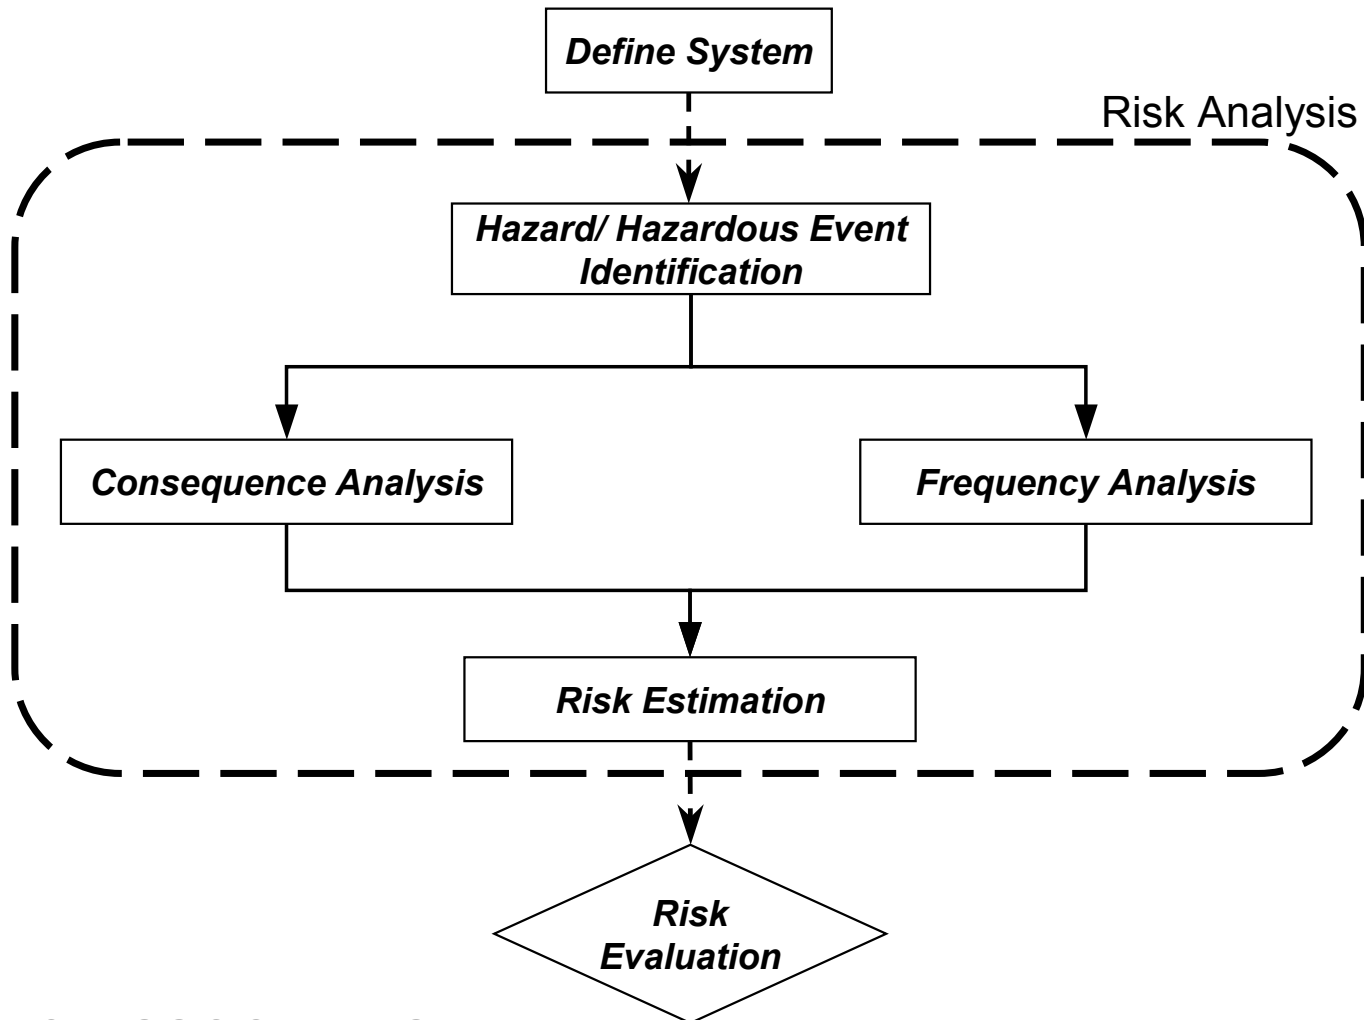 Define System
Risk Analysis
Hazard/ Hazardous Event
Identification
Consequence Analysis
Frequency Analysis
Risk Estimation
Risk
Evaluation